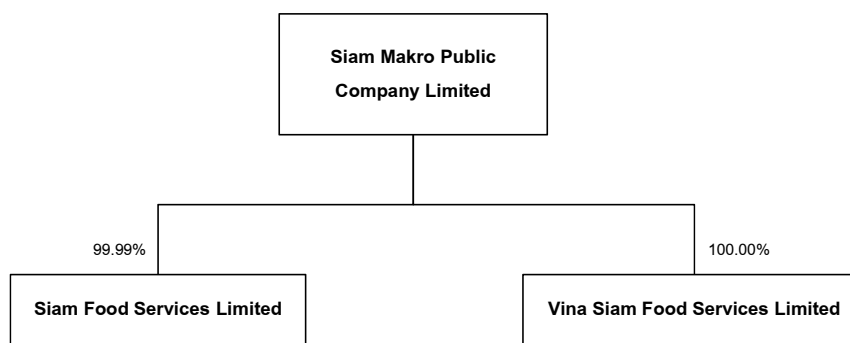 Siam Makro Public
Company Limited
99.99%
100.00%
Siam Food Services Limited
Vina Siam Food Services Limited